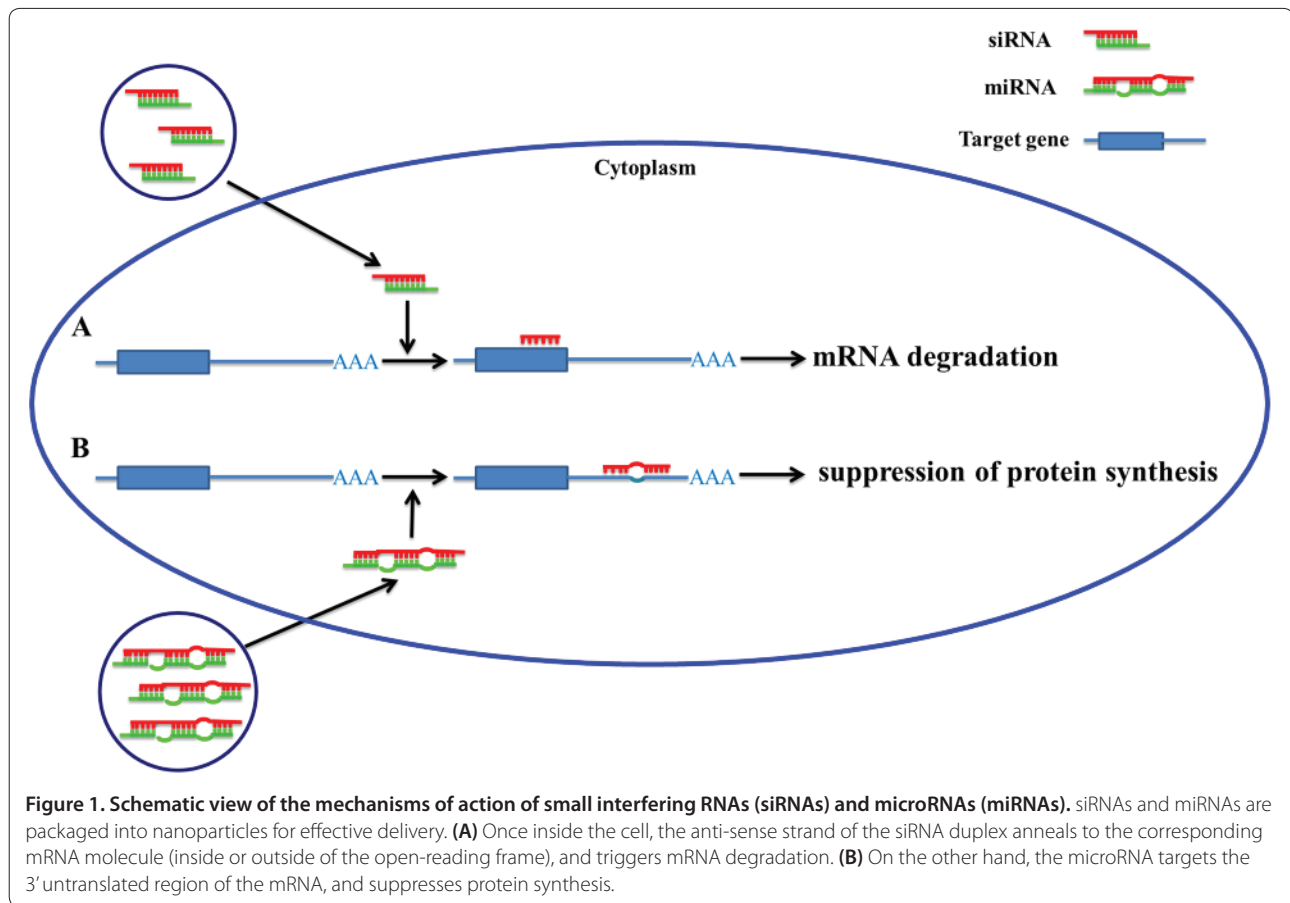 siRNA
miRNA
Target gene
Cytoplasm
A
AAA
AAA
mRNA degradation
B
AAA
AAA
suppression of protein synthesis
Figure 1. Schematic view of the mechanisms of action of small interfering RNAs (siRNAs) and microRNAs (miRNAs). siRNAs and miRNAs are
packaged into nanoparticles for effective delivery. (A) Once inside the cell, the anti-sense strand of the siRNA duplex anneals to the corresponding
mRNA molecule (inside or outside of the open-reading frame), and triggers mRNA degradation. (B) On the other hand, the microRNA targets the
3’ untranslated region of the mRNA, and suppresses protein synthesis.